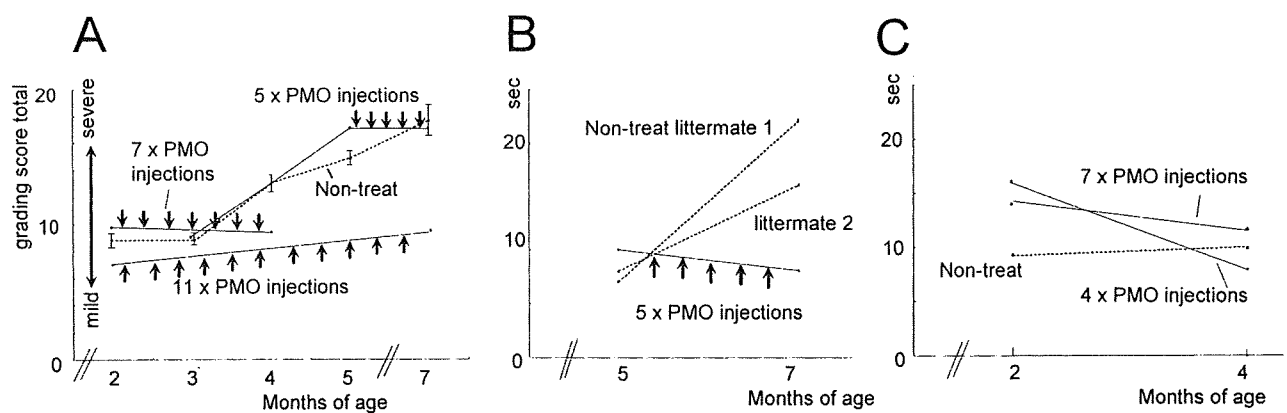 A
grading score total
20
10
0
severe
mild
7 x PMO
injections
5 x PMO injections
Non-treat
11 x PMO injections
2
3
4
5
7
Months of age
B
sec
20
10
0
Non-treat littermate 1
littermate 2
5 x PMO injections
5
7
Months of age
C
sec
20
10
0
7 x PMO injections
Non-treat
4 x PMO injections
2
4
Months of age